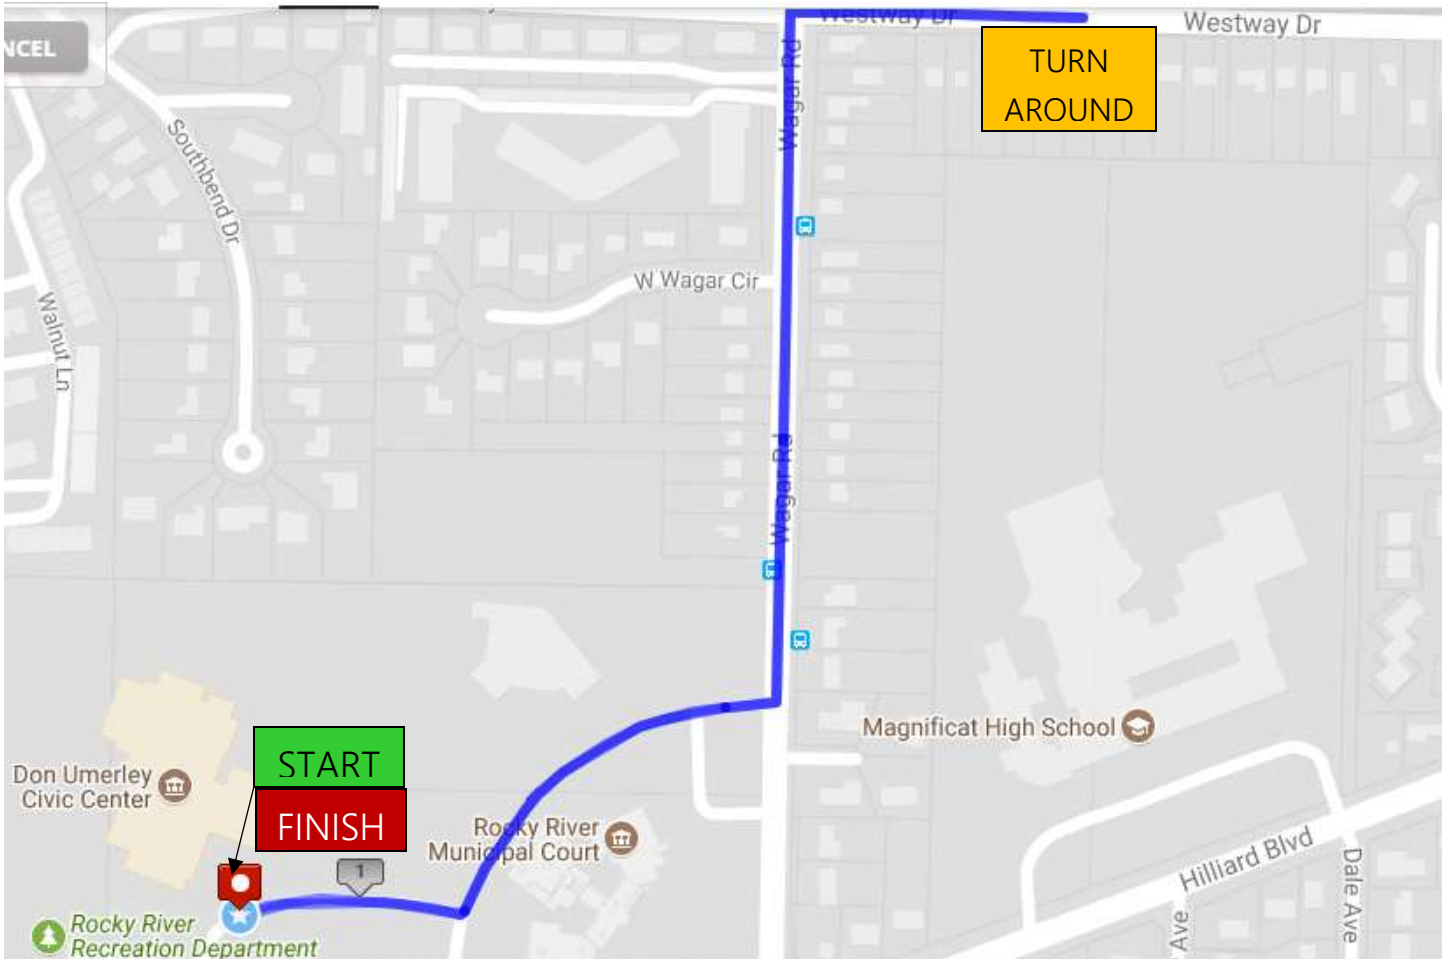 NCEL
Westway Dr
Westway Dr
TURN
AROUND
Wagar Rd
Southbend Dr
W Wagar Cir
Walnut Ln
Wagar Rd
Magnificat High School
START
Don Umerley
Civic Center
FINISH
Rocky River
Municipal Court
1
Hilliard Blvd
Dale Ave
Ave
Rocky River
Recreation Department